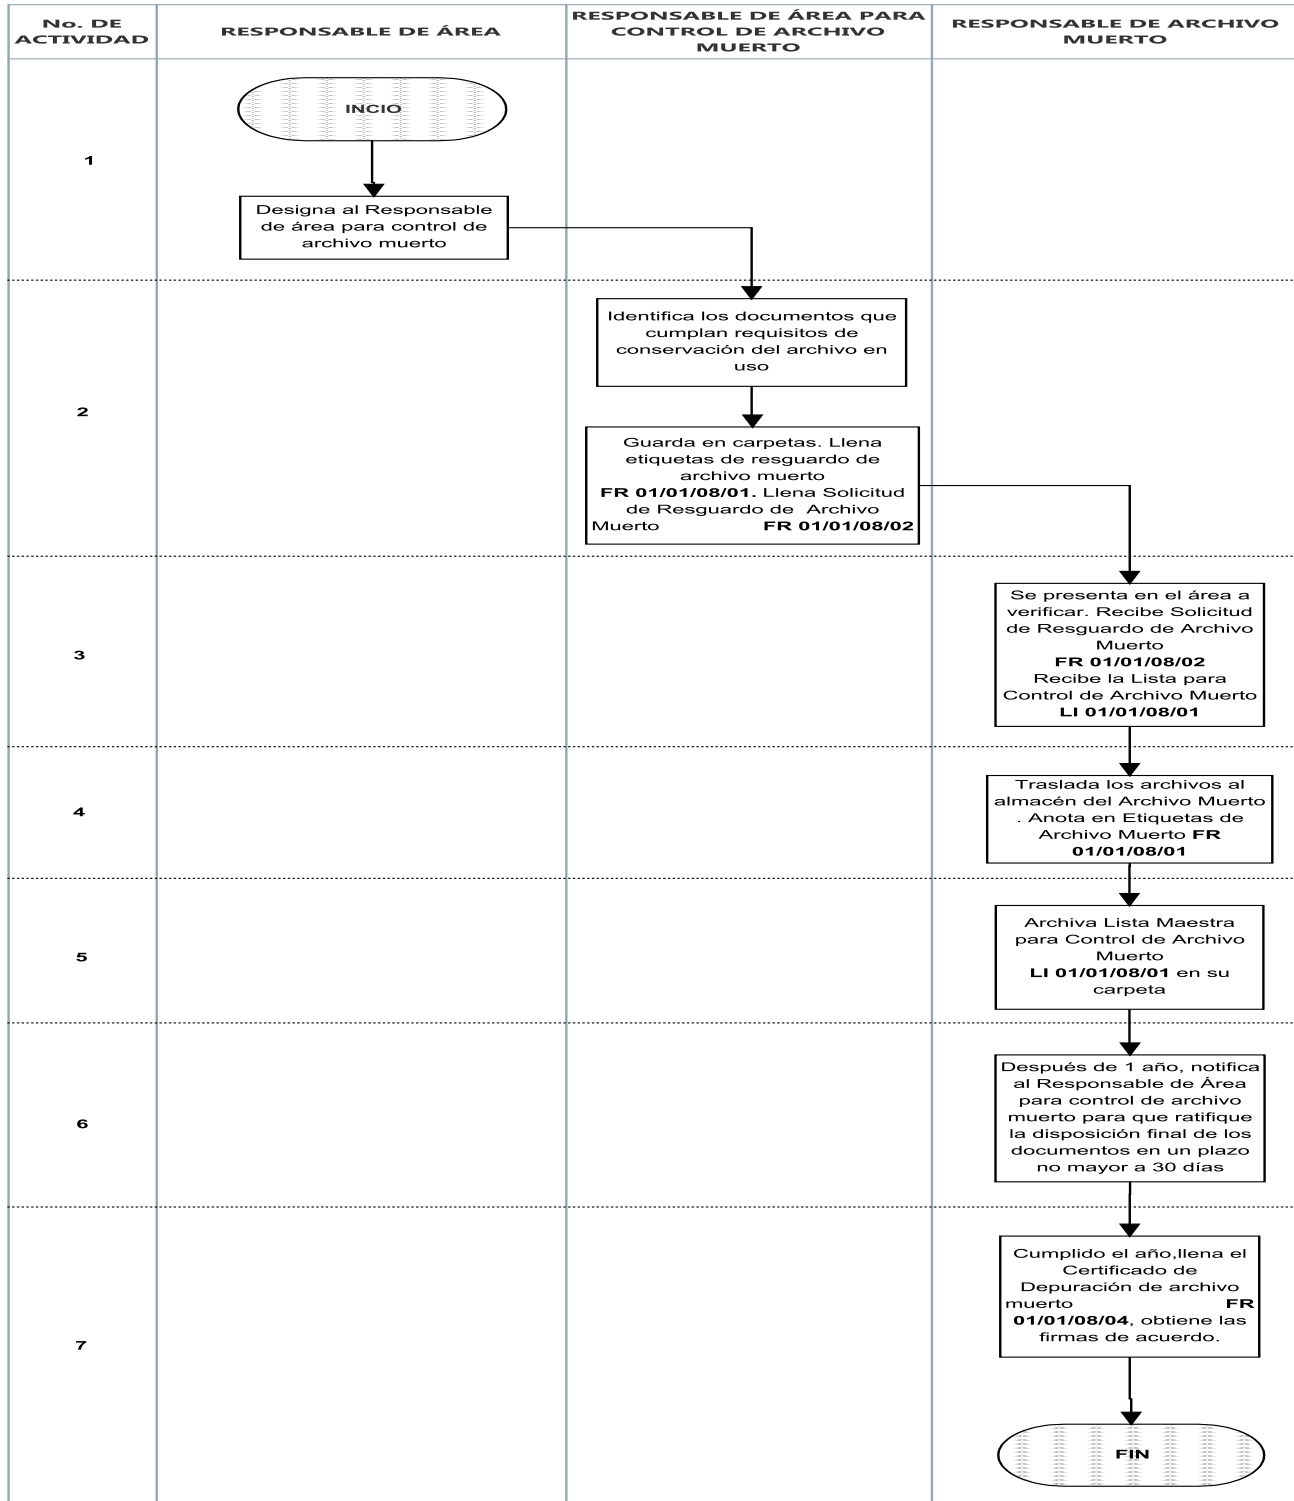 No. DE
ACTIVIDAD
RESPONSABLE DE ÁREA
RESPONSABLE DE ÁREA PARA
CONTROL DE ARCHIVO
MUERTO
RESPONSABLE DE ARCHIVO
MUERTO
INCIO
1
Designa al Responsable
de área para control de
archivo muerto
2
Identifica los documentos que
cumplan requisitos de
conservación del archivo en
uso
Guarda en carpetas. Llena
etiquetas de resguardo de
archivo muerto
FR 01/01/08/01. Llena Solicitud
de Resguardo de Archivo
Muerto FR 01/01/08/02
3
Se presenta en el área a
verificar. Recibe Solicitud
de Resguardo de Archivo
Muerto
FR 01/01/08/02
Recibe la Lista para
Control de Archivo Muerto
LI 01/01/08/01
4
Traslada los archivos al
almacén del Archivo Muerto
. Anota en Etiquetas de
Archivo Muerto FR
01/01/08/01
5
Archiva Lista Maestra
para Control de Archivo
Muerto
LI 01/01/08/01 en su
carpeta
6
Después de 1 año, notifica
al Responsable de Área
para control de archivo
muerto para que ratifique
la disposición final de los
documentos en un plazo
no mayor a 30 días
7
Cumplido el año,llena el
Certificado de
Depuración de archivo
muerto FR
01/01/08/04, obtiene las
firmas de acuerdo.
FIN